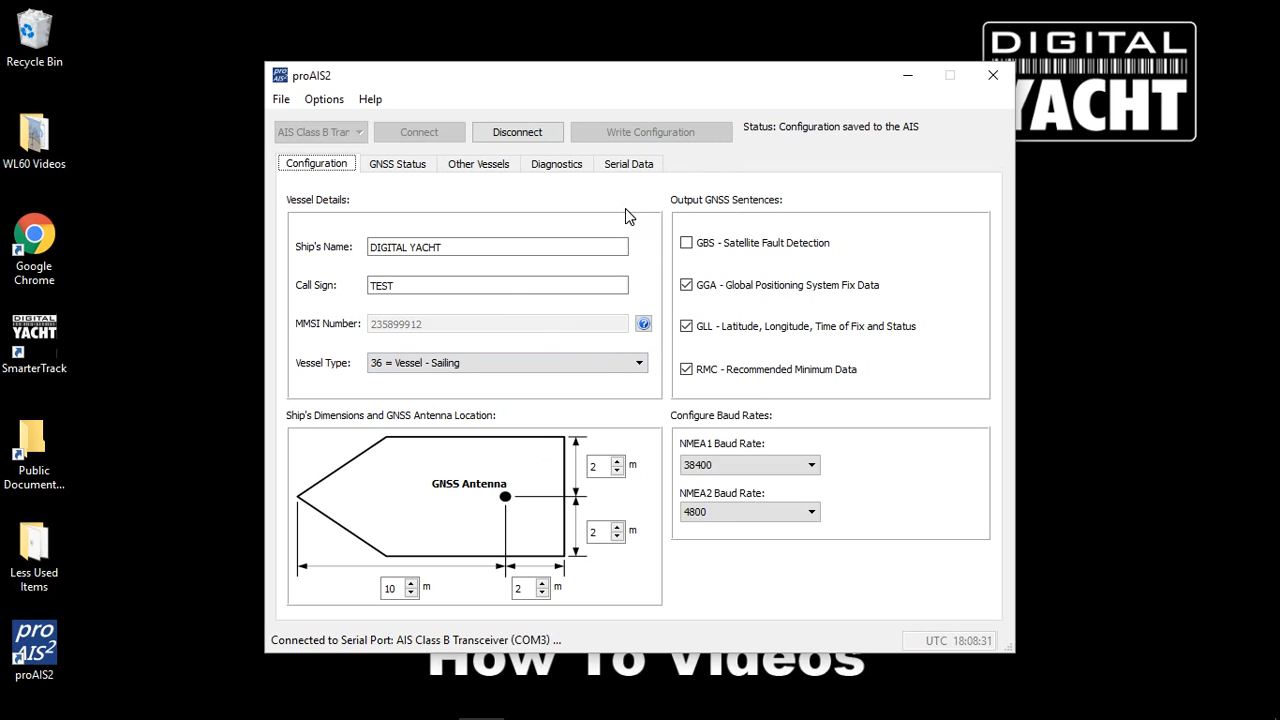 Recycle Bin
WL60 Videos
Google
Chrome
DIGITAL
YACHT
SmarterTrack
Public
Document...
Less Used
Items
pro
AIS2
proAIS2
DIGITAL
YACHT
pro
AIS2
proAIS2
File Options Help
AIS Class B Trar Connect Disconnect Write Configuration Status: Configuration saved to the AIS
Configuration GNSS Status Other Vessels Diagnostics Serial Data
Vessel Details:
Ship's Name: DIGITAL YACHT
Call Sign: TEST
MMSI Number: 235899912 ?
Vessel Type: 36 = Vessel - Sailing
Output GNSS Sentences:
GBS - Satellite Fault Detection
GGA - Global Positioning System Fix Data
GLL - Latitude, Longitude, Time of Fix and Status
RMC - Recommended Minimum Data
Ship's Dimensions and GNSS Antenna Location:
GNSS Antenna
2 m
2 m
10 m 2 m
Configure Baud Rates:
NMEA1 Baud Rate:
38400
NMEA2 Baud Rate:
4800
Connected to Serial Port: AIS Class B Transceiver (COM3) ... UTC 18:08:31
How To Videos